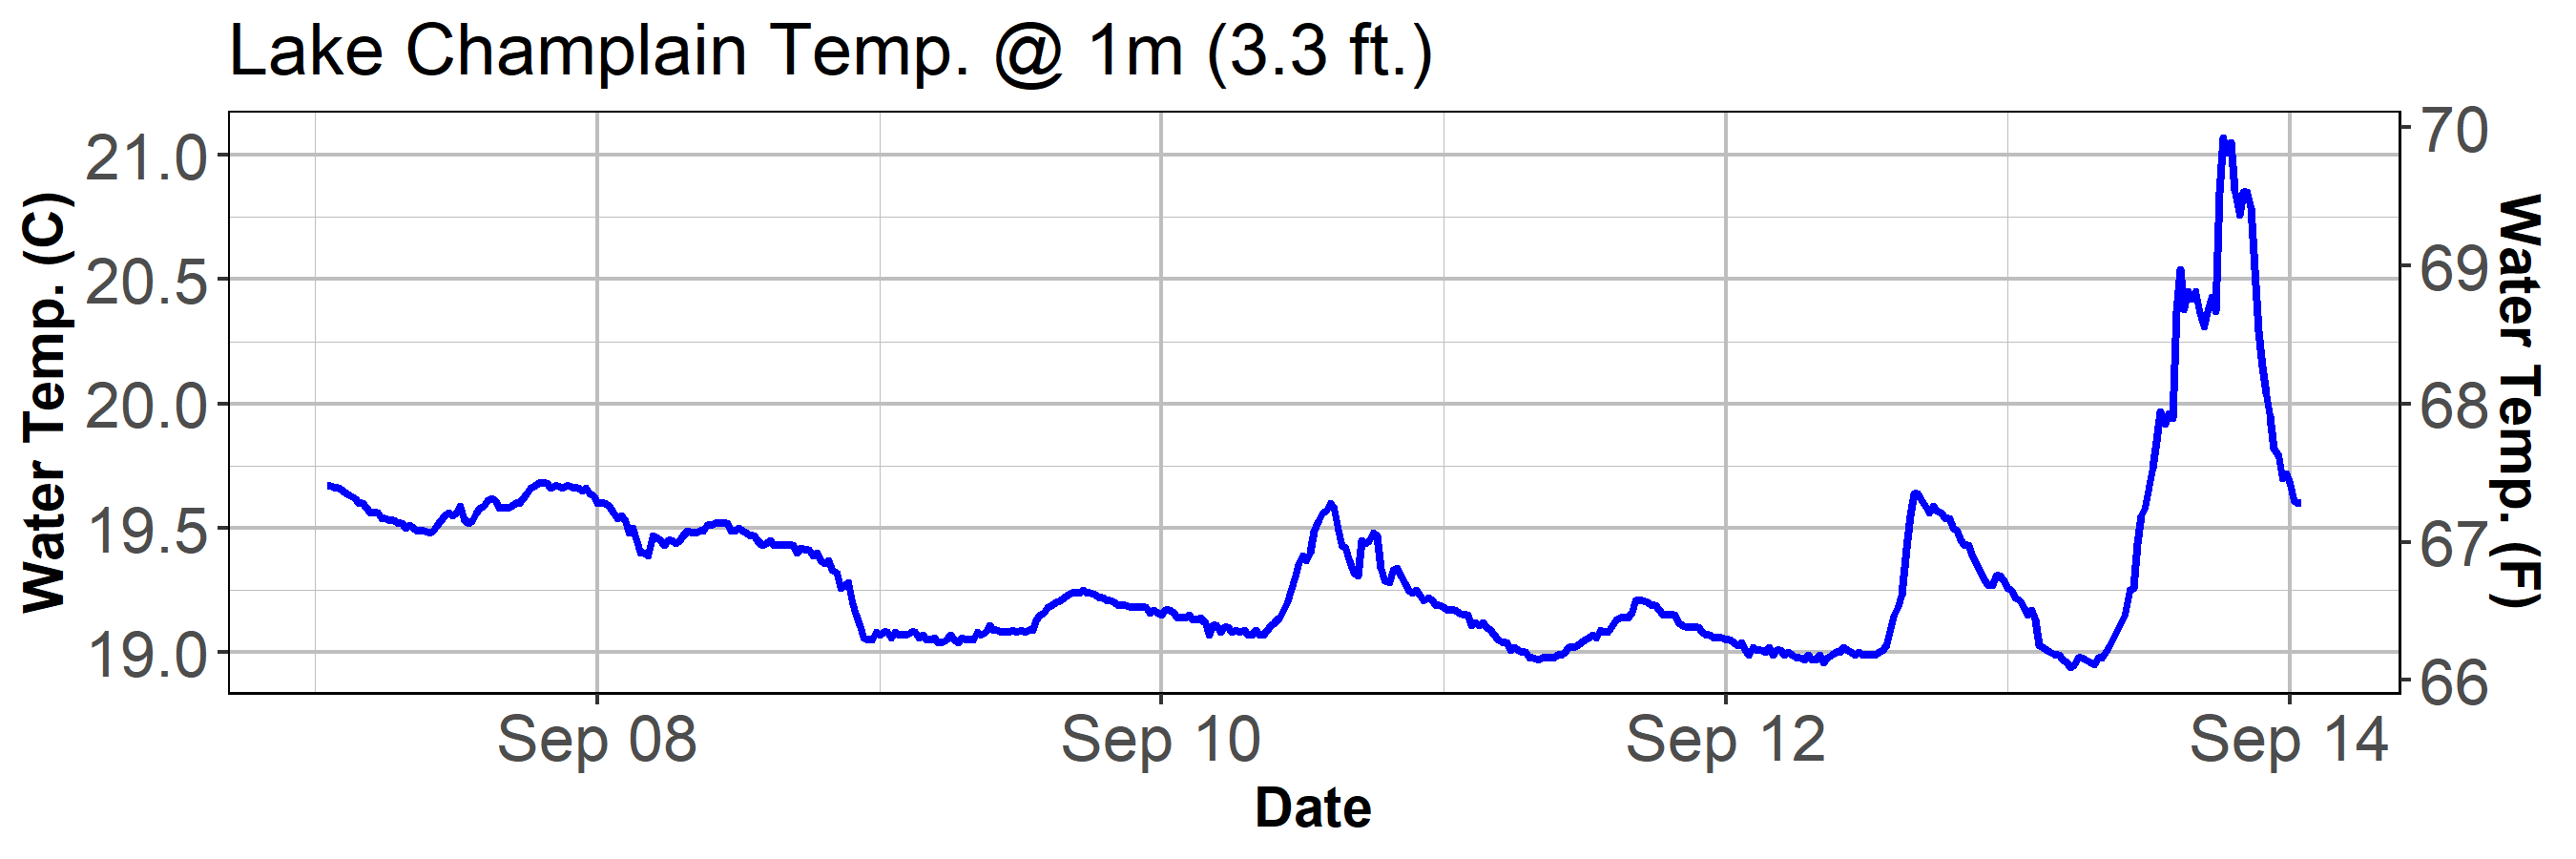 Lake Champlain Temp. @ 1m (3.3 ft.)
Water Temp. (C)
21.0
20.5
20.0
19.5
19.0
70
69
68
67
66
Water Temp. (F)
Sep 08 Sep 10 Sep 12 Sep 14
Date